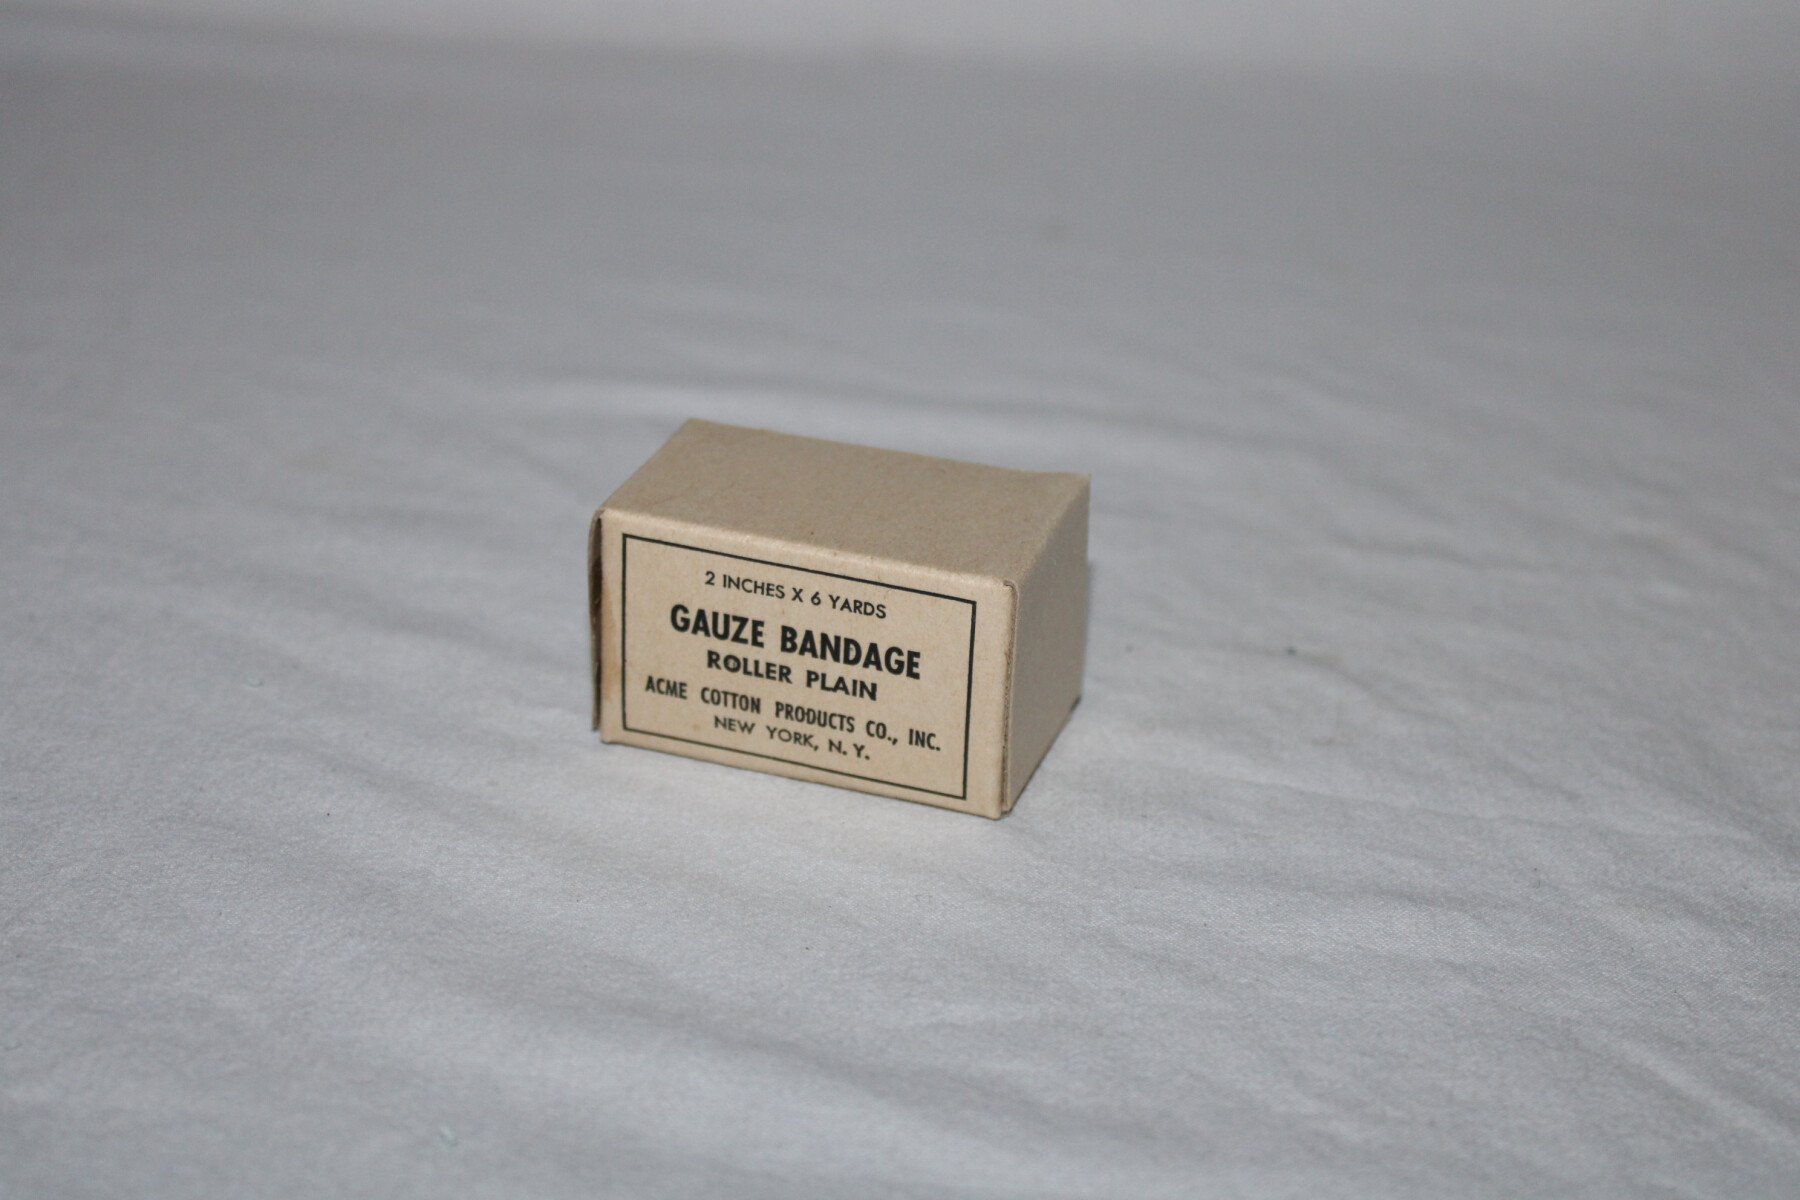 2 INCHES X 6 YARDS
GAUZE BANDAGE
ROLLER PLAIN
ACME COTTON PRODUCTS CO., INC.
NEW YORK, N. Y.